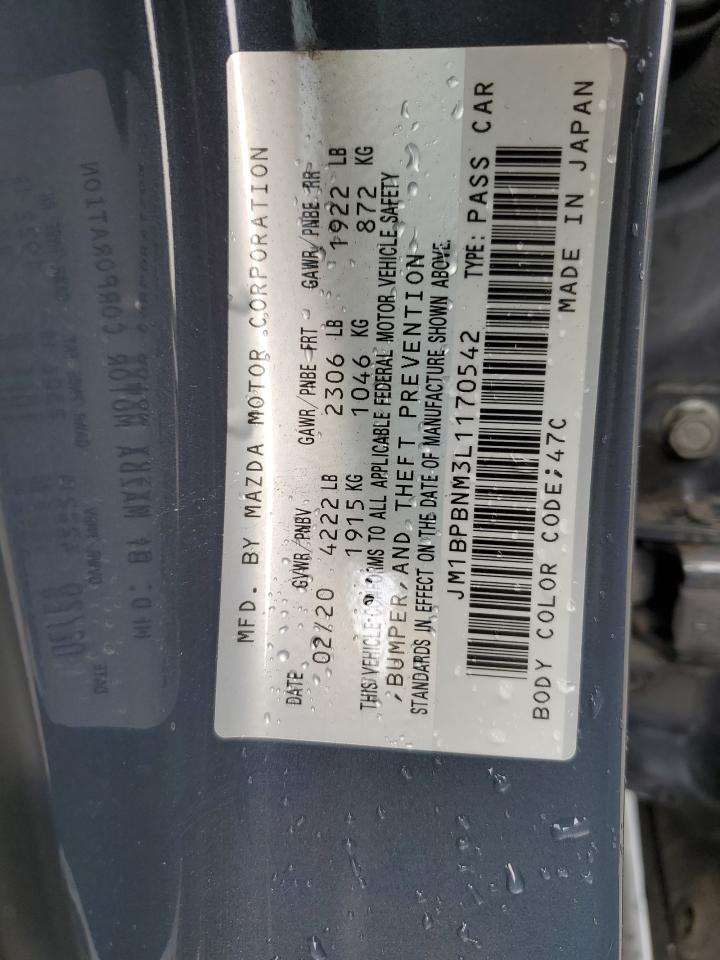 MFD. BY MAZDA MOTOR CORPORATION
DATE GVWR/PNBV GAWR/PNBE FRT GAWR/PNBE RR
02/20 4222 LB 2306 LB 1922 LB
1915 KG 1046 KG 872 KG
THIS VEHICLE CONFORMS TO ALL APPLICABLE FEDERAL MOTOR VEHICLE SAFETY
,BUMPER,AND THEFT PREVENTION
STANDARDS IN EFFECT ON THE DATE OF MANUFACTURE SHOWN ABOVE.
JM1BPBNM3L1170542 TYPE: PASS CAR
BODY COLOR CODE;47C MADE IN JAPAN